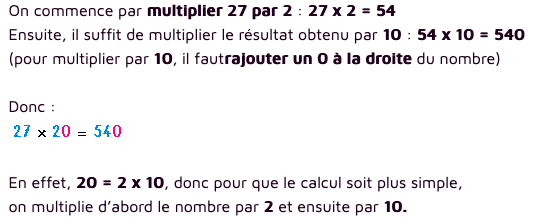 On commence par multiplier 27 par 2 : 27 x 2 = 54
Ensuite, il suffit de multiplier le résultat obtenu par 10 : 54 x 10 = 540
(pour multiplier par 10, il fautrajouter un 0 à la droite du nombre)
Donc :
27 x 20 = 540
En effet, 20 = 2 x 10, donc pour que le calcul soit plus simple,
on multiplie d'abord le nombre par 2 et ensuite par 10.